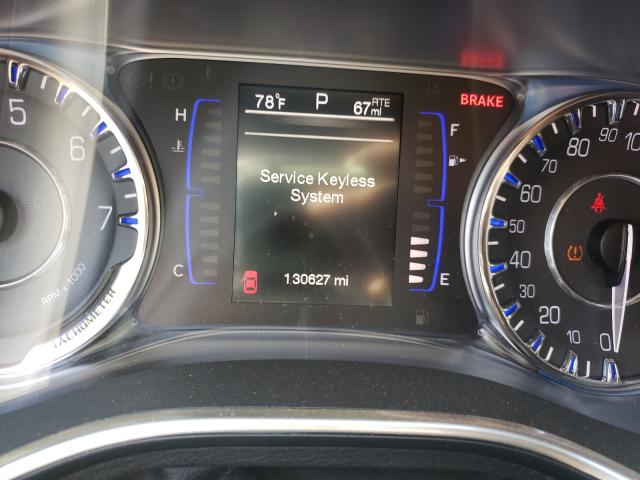 78°F P 67 RTE mi
BRAKE
H
F
Service Keyless
System
C
E
130627 mi
5
6
7
RPM x 1000
TACHOMETER
0
10
20
30
40
50
60
70
80
90
100